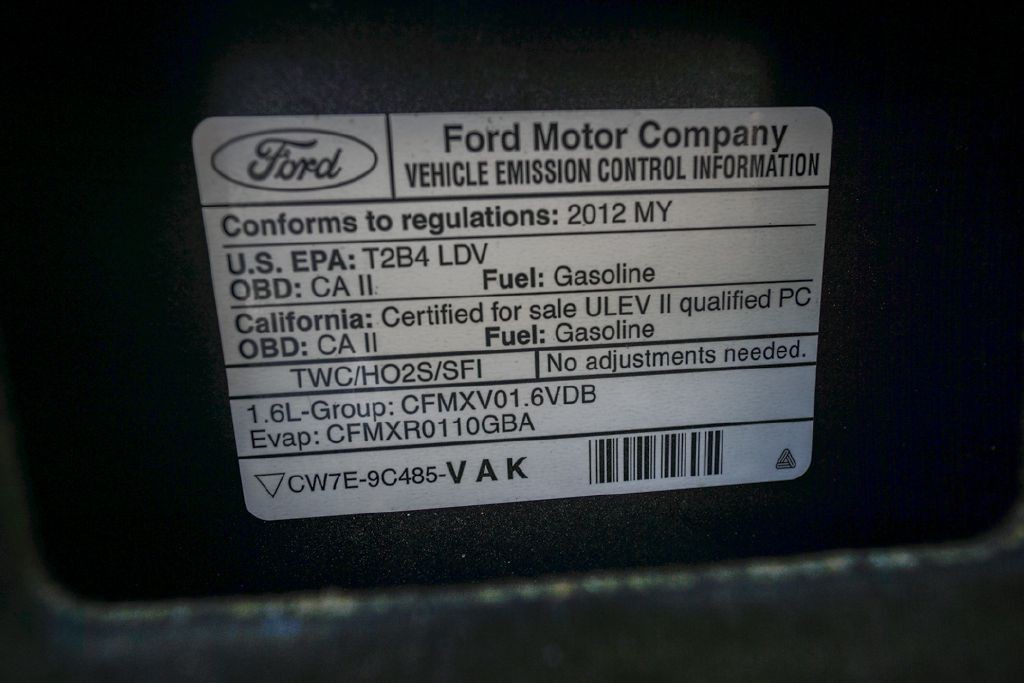 Ford
Ford Motor Company
VEHICLE EMISSION CONTROL INFORMATION
Conforms to regulations: 2012 MY
U.S. EPA: T2B4 LDV
OBD: CA II Fuel: Gasoline
California: Certified for sale ULEV II qualified PC
OBD: CA II Fuel: Gasoline
TWC/HO2S/SFI No adjustments needed.
1.6L-Group: CFMXV01.6VDB
Evap: CFMXR0110GBA
CW7E-9C485-VAK